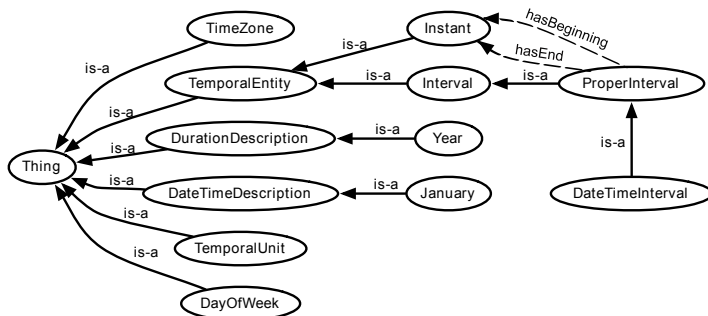 TimeZone
Instant
hasBeginning
hasEnd
is-a
is-a
TemporalEntity
is-a
Interval
is-a
ProperInterval
is-a
DurationDescription
is-a
Year
is-a
is-a
Thing
DateTimeDescription
is-a
January
DateTimeInterval
is-a
is-a
TemporalUnit
is-a
DayOfWeek